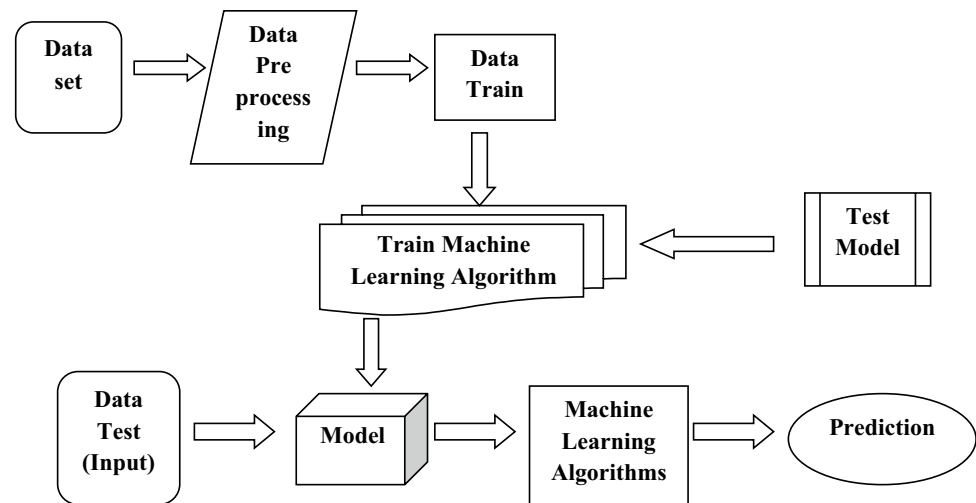 Data
set
Data
Pre
process
ing
Data
Train
Train Machine
Learning Algorithm
Test
Model
Data
Test
(Input)
Model
Machine
Learning
Algorithms
Prediction